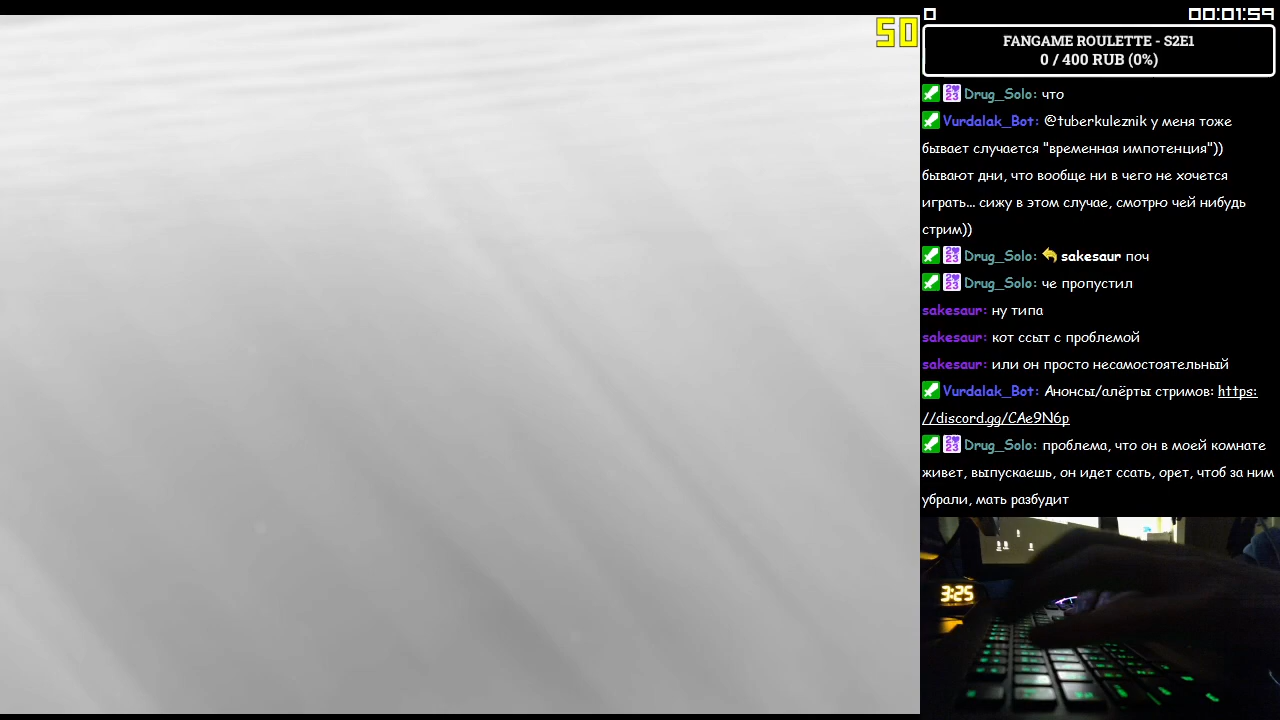 50
0 00:01:59
FANGAME ROULETTE - S2E1
0 / 400 RUB (0%)
Drug_Solo: что
Vurdalak_Bot: @tuberkuleznik у меня тоже
бывает случается "временная импотенция"))
бывают дни, что вообще ни в чего не хочется
играть... сижу в этом случае, смотрю чей нибудь
стрим))
Drug_Solo: sakesaur поч
Drug_Solo: че пропустил
sakesaur: ну типа
sakesaur: кот ссыт с проблемой
sakesaur: или он просто несамостоятельный
Vurdalak_Bot: Анонсы/алёрты стримов: https:
//discord.gg/CAe9N6p
Drug_Solo: проблема, что он в моей комнате
живет, выпускаешь, он идет ссать, орет, чтоб за ним
убрали, мать разбудит
3:25